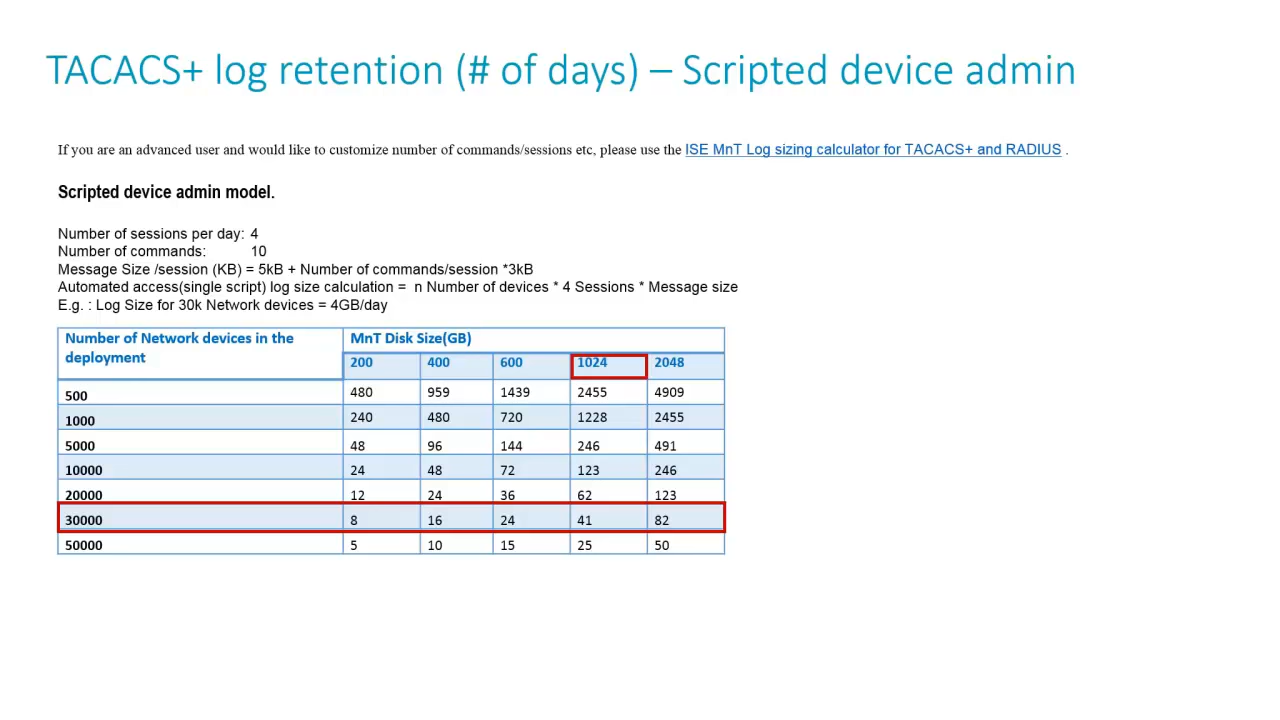 TACACS+ log retention (# of days) – Scripted device admin
If you are an advanced user and would like to customize number of commands/sessions etc, please use the ISE MnT Log sizing calculator for TACACS+ and RADIUS .
Scripted device admin model.
Number of sessions per day: 4
Number of commands: 10
Message Size /session (KB) = 5kB + Number of commands/session *3kB
Automated access(single script) log size calculation = n Number of devices * 4 Sessions * Message size
E.g. : Log Size for 30k Network devices = 4GB/day
Number of Network devices in the deployment MnT Disk Size(GB)
200 400 600 1024 2048
500 480 959 1439 2455 4909
1000 240 480 720 1228 2455
5000 48 96 144 246 491
10000 24 48 72 123 246
20000 12 24 36 62 123
30000 8 16 24 41 82
50000 5 10 15 25 50